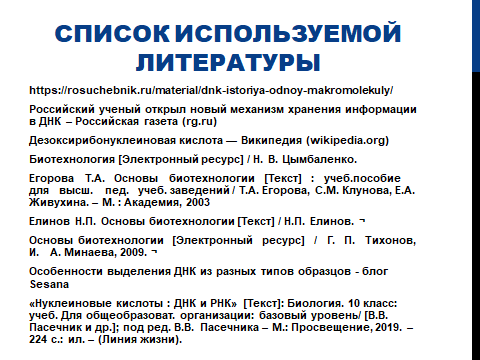 СПИСОК ИСПОЛЬЗУЕМОЙ
ЛИТЕРАТУРЫ
https://rosuchebnik.ru/material/dnk-istoriya-odnoy-makromolekuly/
Российский ученый открыл новый механизм хранения информации
в ДНК – Российская газета (rg.ru)
Дезоксирибонуклеиновая кислота — Википедия (wikipedia.org)
Биотехнология [Электронный ресурс] / Н. В. Цымбаленко.
Егорова Т.А. Основы биотехнологии [Текст] : учеб.пособие
для высш. пед. учеб. заведений / Т.А. Егорова, С.М. Клунова, Е.А.
Живухина. – М. : Академия, 2003
Елинов Н.П. Основы биотехнологии [Текст] / Н.П. Елинов. ¬
Основы биотехнологии [Электронный ресурс] / Г. П. Тихонов,
И. А. Минаева, 2009. ¬
Особенности выделения ДНК из разных типов образцов - блог
Sesana
«Нуклеиновые кислоты : ДНК и РНК» [Текст]: Биология. 10 класс:
учеб. Для общеобразоват. организации: базовый уровень/ [В.В.
Пасечник и др.]; под ред. В.В. Пасечника – М.: Просвещение, 2019. –
224 с.: ил. – (Линия жизни).